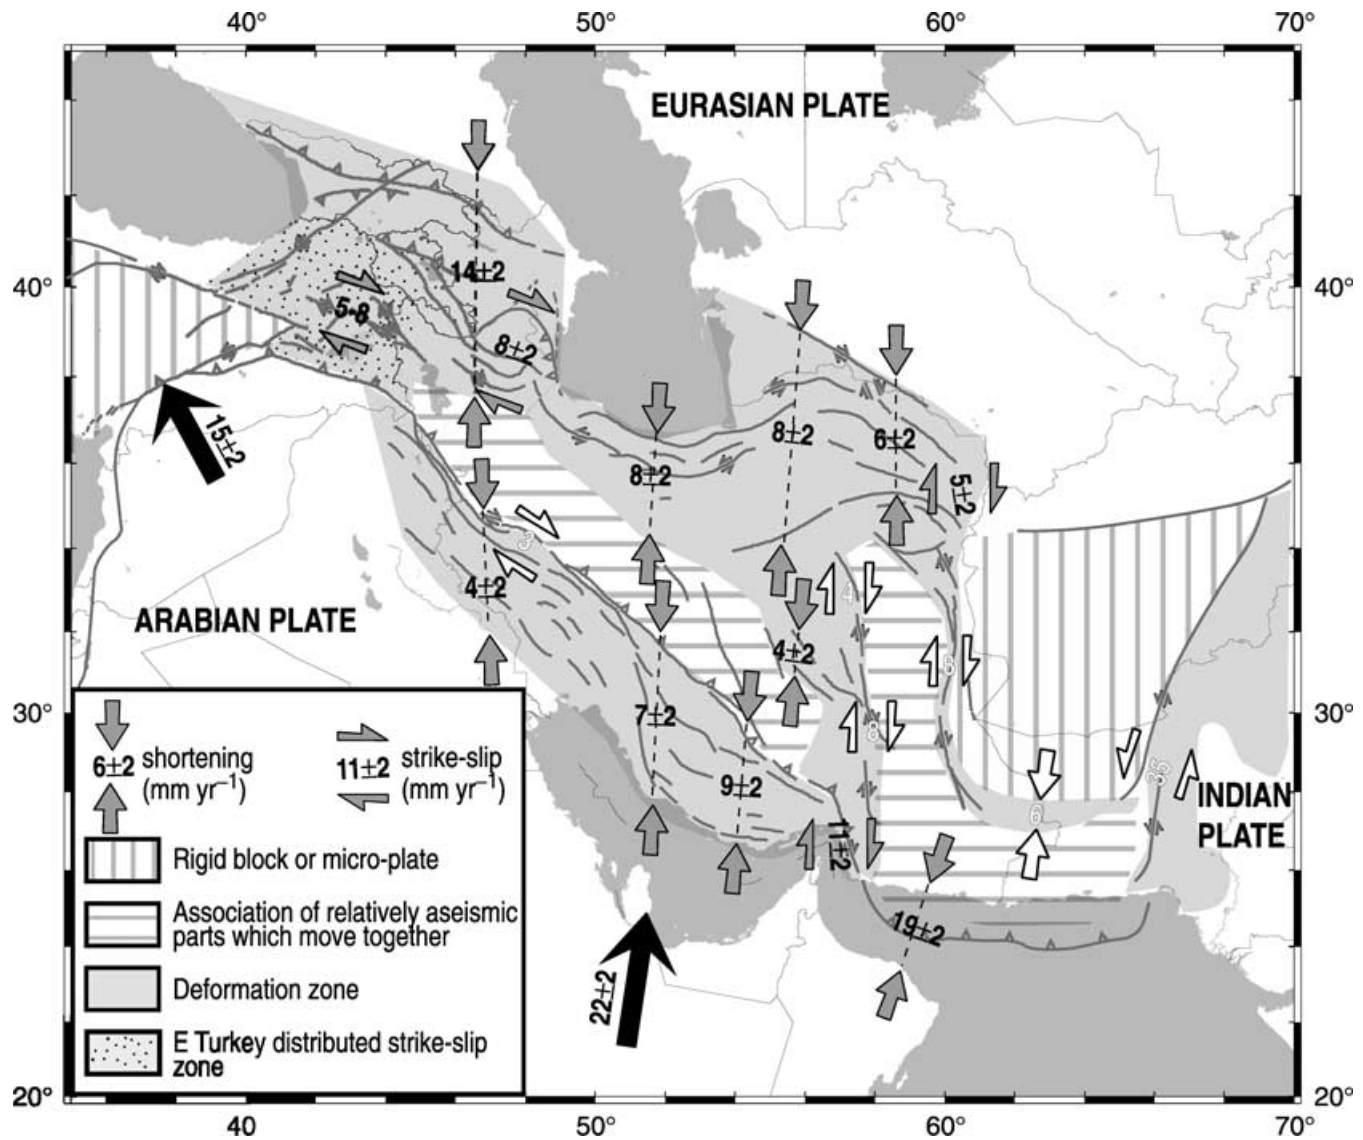 40° 50° 60° 70°
EURASIAN PLATE
14±2
40° 40°
5-8
8±2
15±2
8±2
6±2
8±2
5±2
3
4±2
4
ARABIAN PLATE
4±2
8
30° 30°
7±2
8
shortening
(mm yr⁻¹)
6±2
strike-slip
(mm yr⁻¹)
11±2
9±2
35
6
INDIAN
PLATE
11±2
Rigid block or micro-plate
Association of relatively aseismic
parts which move together
19±2
Deformation zone
22±2
E Turkey distributed strike-slip
zone
20° 20°
40 50° 60° 70°